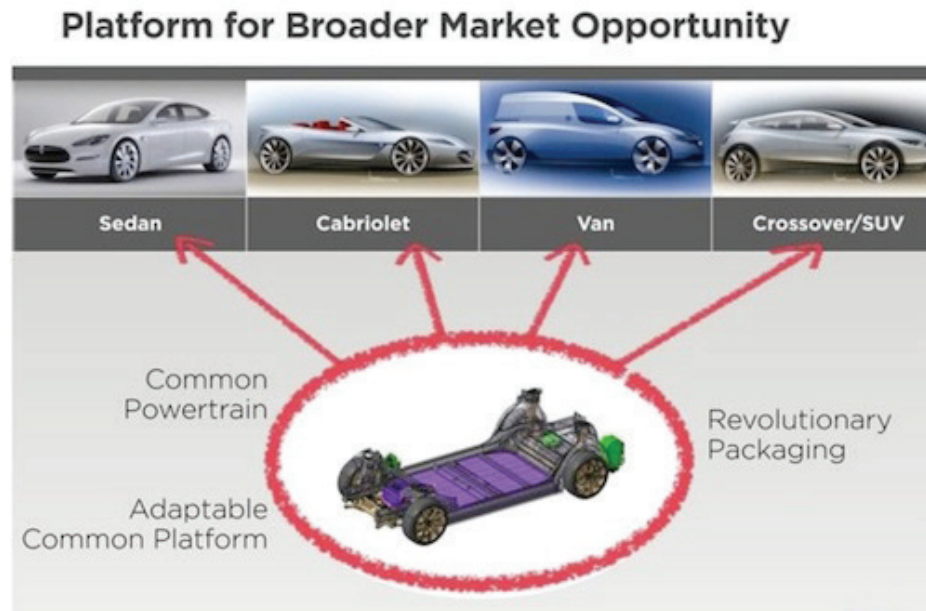 Platform for Broader Market Opportunity
Sedan
Cabriolet
Van
Crossover/SUV
Common
Powertrain
Adaptable
Common Platform
Revolutionary
Packaging